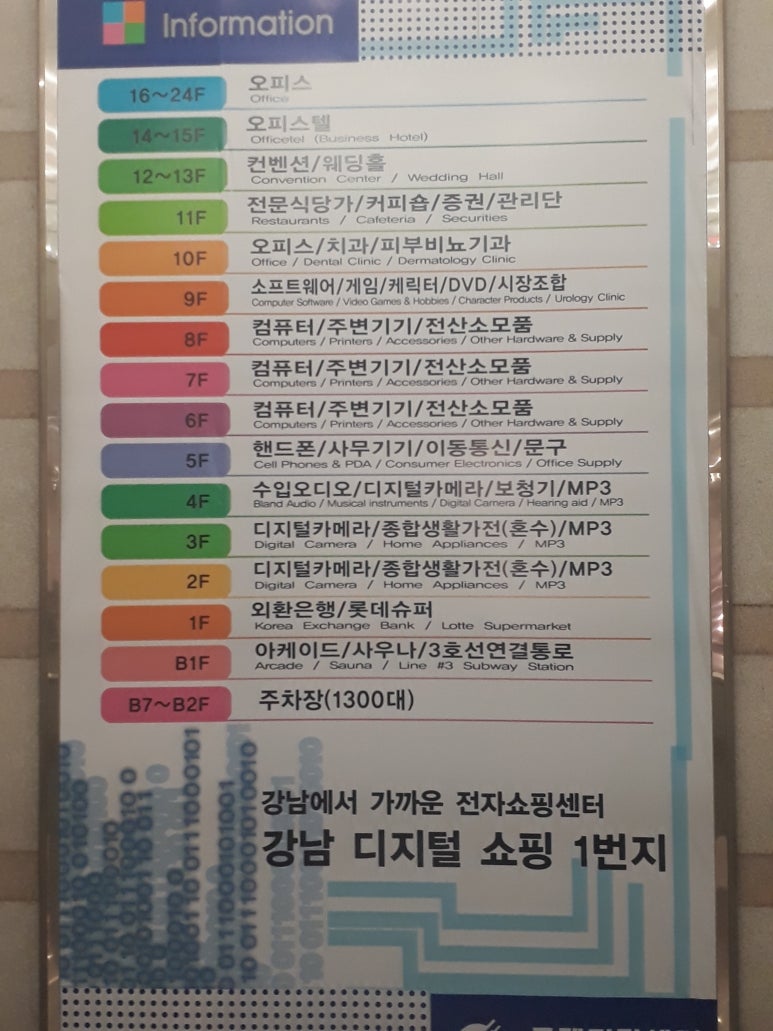 Information
16~24F 오피스
Office
14~15F 오피스텔
Officetel (Business Hotel)
12~13F 컨벤션/웨딩홀
Convention Center / Wedding Hall
11F 전문식당가/커피숍/증권/관리단
Restaurants / Cafeteria / Securities
10F 오피스/치과/피부비뇨기과
Office / Dental Clinic / Dermatology Clinic
9F 소프트웨어/게임/케릭터/DVD/시장조합
Computer Software / Video Games & Hobbies / Character Products / Urology Clinic
8F 컴퓨터/주변기기/전산소모품
Computers / Printers / Accessories / Other Hardware & Supply
7F 컴퓨터/주변기기/전산소모품
Computers / Printers / Accessories / Other Hardware & Supply
6F 컴퓨터/주변기기/전산소모품
Computers / Printers / Accessories / Other Hardware & Supply
5F 핸드폰/사무기기/이동통신/문구
Cell Phones & PDA / Consumer Electronics / Office Supply
4F 수입오디오/디지털카메라/보청기/MP3
Bland Audio / Musical instruments / Digital Camera / Hearing aid / MP3
3F 디지털카메라/종합생활가전(혼수)/MP3
Digital Camera / Home Appliances / MP3
2F 디지털카메라/종합생활가전(혼수)/MP3
Digital Camera / Home Appliances / MP3
1F 외환은행/롯데슈퍼
Korea Exchange Bank / Lotte Supermarket
B1F 아케이드/사우나/3호선연결통로
Arcade / Sauna / Line #3 Subway Station
B7~B2F 주차장(1300대)
강남에서 가까운 전자쇼핑센터
강남 디지털 쇼핑 1번지